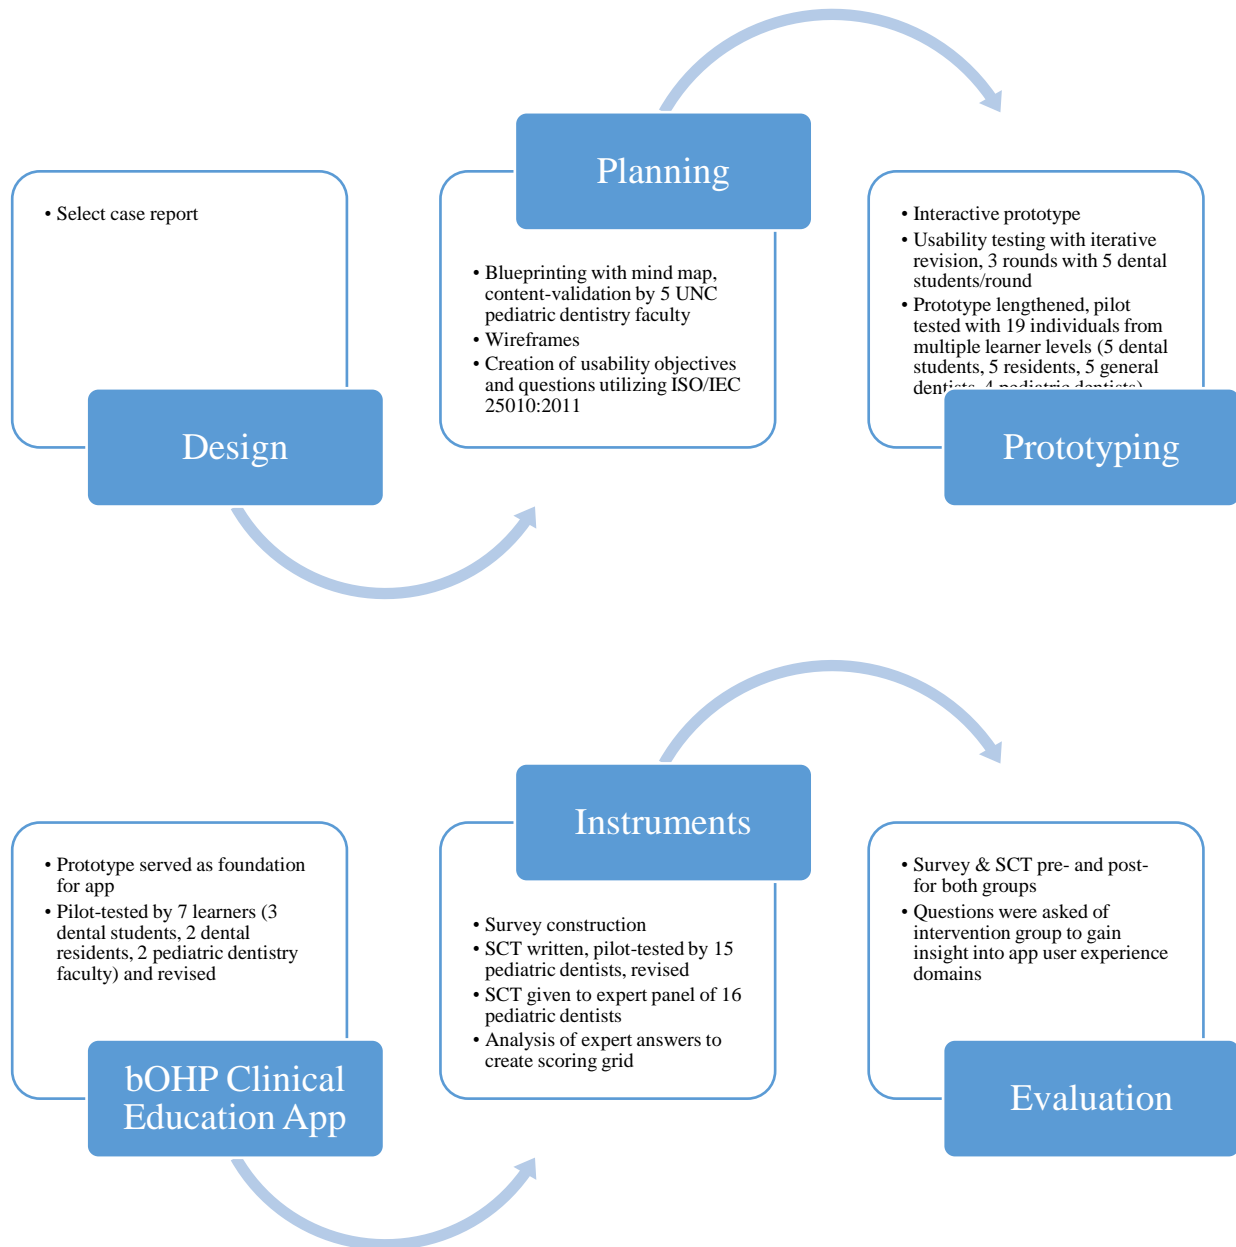 • Select case report
Design
Planning
• Blueprinting with mind map,
content-validation by 5 UNC
pediatric dentistry faculty
• Wireframes
• Creation of usability objectives
and questions utilizing ISO/IEC
25010:2011
• Interactive prototype
• Usability testing with iterative
revision, 3 rounds with 5 dental
students/round
• Prototype lengthened, pilot
tested with 19 individuals from
multiple learner levels (5 dental
students, 5 residents, 5 general
dentists, 4 pediatric dentists)
Prototyping
• Prototype served as foundation
for app
• Pilot-tested by 7 learners (3
dental students, 2 dental
residents, 2 pediatric dentistry
faculty) and revised
bOHP Clinical
Education App
Instruments
• Survey construction
• SCT written, pilot-tested by 15
pediatric dentists, revised
• SCT given to expert panel of 16
pediatric dentists
• Analysis of expert answers to
create scoring grid
• Survey & SCT pre- and post-
for both groups
• Questions were asked of
intervention group to gain
insight into app user experience
domains
Evaluation